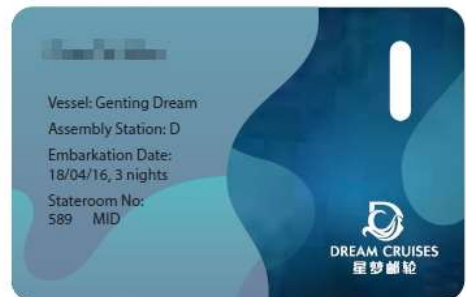 Vessel: Genting Dream
Assembly Station: D
Embarkation Date:
18/04/16, 3 nights
Stateroom No:
589 MID
DREAM CRUISES
星梦邮轮